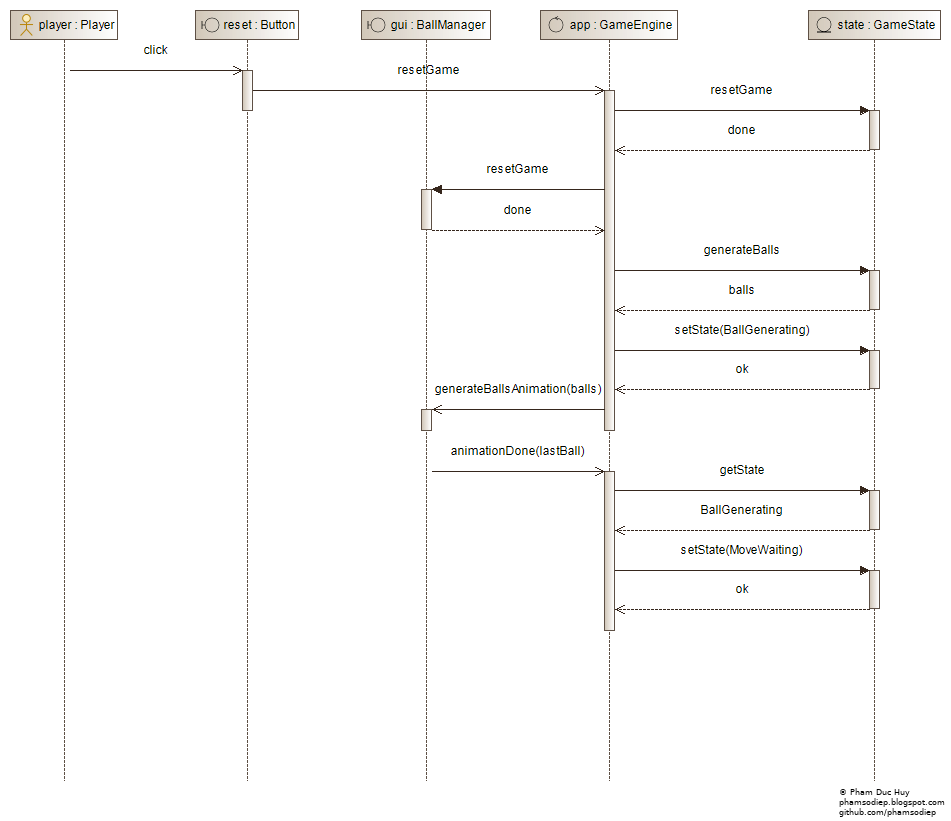 player : Player
reset : Button
gui : BallManager
app : GameEngine
state : GameState
click
resetGame
resetGame
done
resetGame
done
generateBalls
balls
setState(BallGenerating)
ok
generateBallsAnimation(balls)
animationDone(lastBall)
getState
BallGenerating
setState(MoveWaiting)
ok
© Pham Duc Huy
phamsodiep.blogspot.com
github.com/phamsodiep